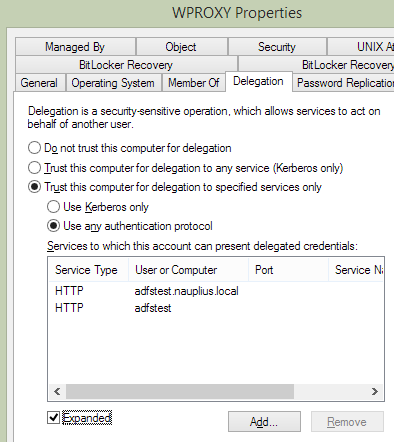 WPROXY Properties
Managed By Object Security UNIX At
BitLocker Recovery BitLocker Recovery
General Operating System Member Of Delegation Password Replication
Delegation is a security-sensitive operation, which allows services to act on
behalf of another user.
Do not trust this computer for delegation
Trust this computer for delegation to any service (Kerberos only)
Trust this computer for delegation to specified services only
Use Kerberos only
Use any authentication protocol
Services to which this account can present delegated credentials:
Service Type User or Computer Port Service Na
HTTP adfstest.nauplius.local
HTTP adfstest
Expanded Add... Remove